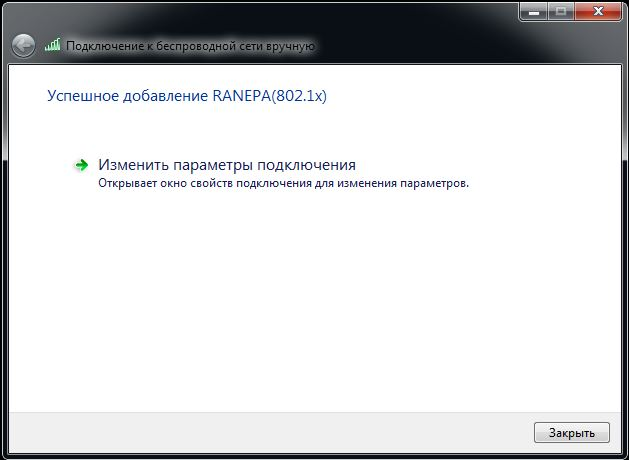 Подключение к беспроводной сети вручную
Успешное добавление RANEPA(802.1x)
Изменить параметры подключения
Открывает окно свойств подключения для изменения параметров.
Закрыть